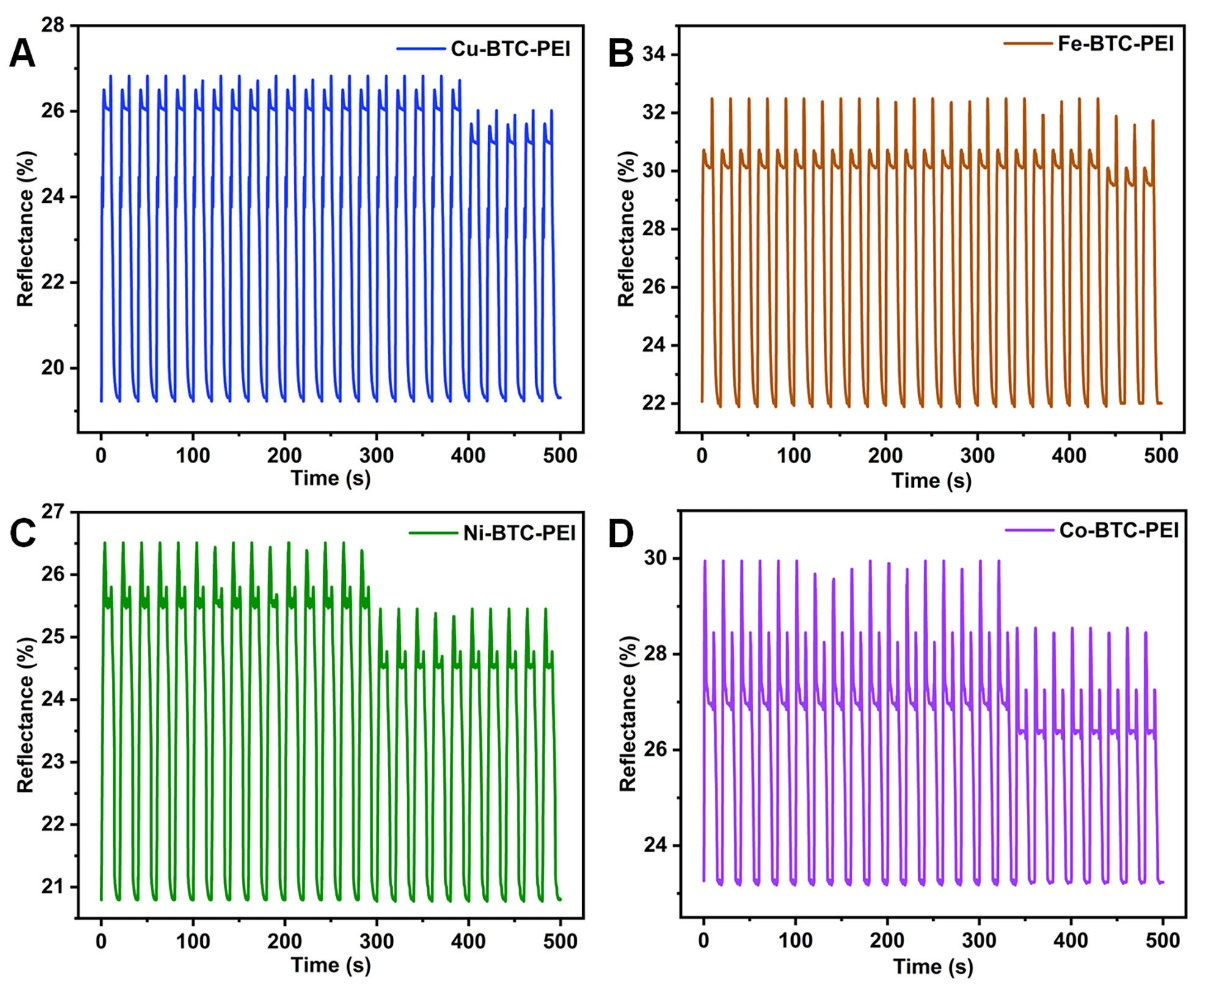 A
Cu-BTC-PEI
28
26
24
22
20
Reflectance (%)
0 100 200 300 400 500
Time (s)
B
Fe-BTC-PEI
34
32
30
28
26
24
22
Reflectance (%)
0 100 200 300 400 500
Time (s)
C
Ni-BTC-PEI
27
26
25
24
23
22
21
Reflectance (%)
0 100 200 300 400 500
Time (s)
D
Co-BTC-PEI
30
28
26
24
Reflectance (%)
0 100 200 300 400 500
Time (s)